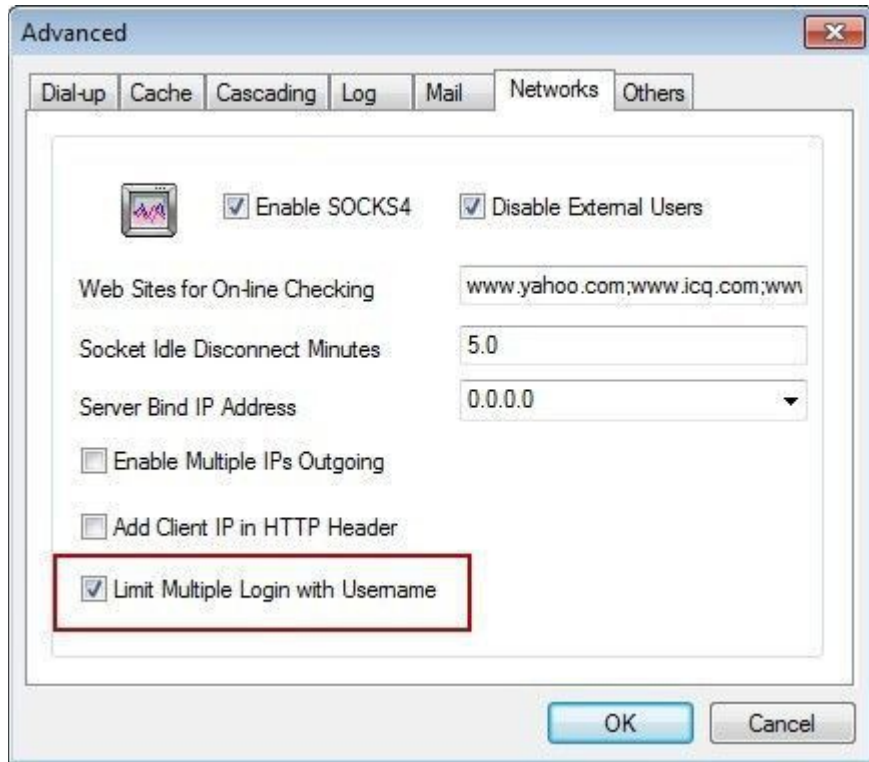 Advanced
Dial-up Cache Cascading Log Mail Networks Others
Enable SOCKS4 Disable External Users
Web Sites for On-line Checking www.yahoo.com;www.icq.com;www
Socket Idle Disconnect Minutes 5.0
Server Bind IP Address 0.0.0.0
Enable Multiple IPs Outgoing
Add Client IP in HTTP Header
Limit Multiple Login with Username
OK Cancel